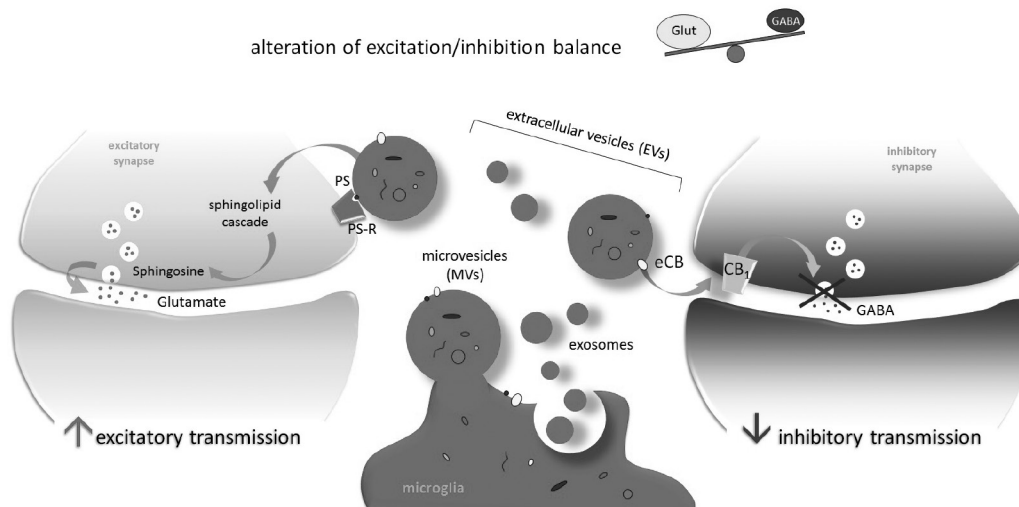 alteration of excitation/inhibition balance
Glut
GABA
extracellular vesicles (EVs)
excitatory
synapse
inhibitory
synapse
PS
PS-R
sphingolipid
cascade
Sphingosine
Glutamate
microvesicles
(MVs)
eCB
CB1
GABA
exosomes
excitatory transmission
inhibitory transmission
microglia